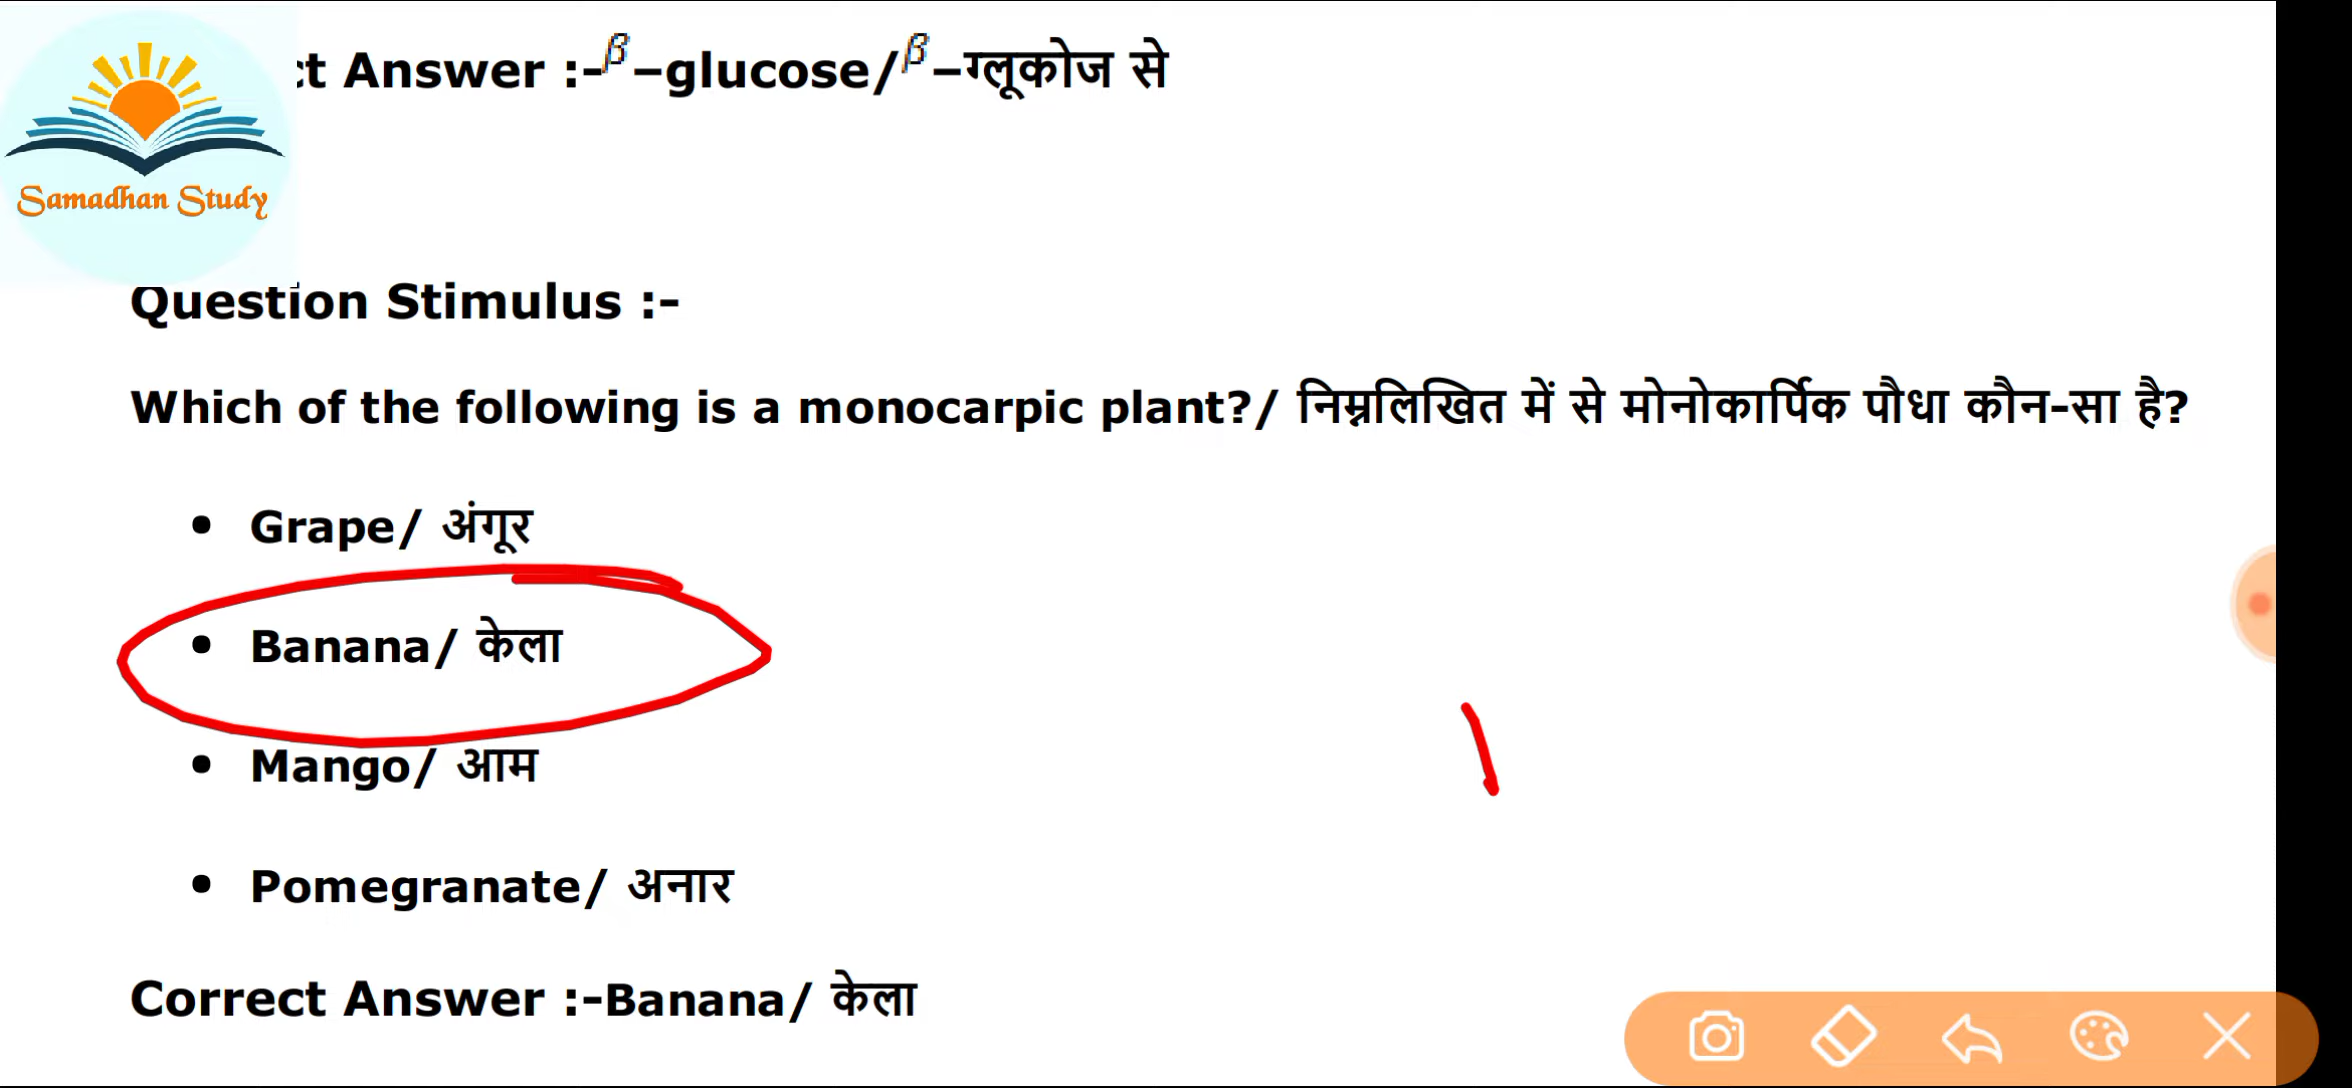 Samadhan Study
ct Answer :-β–glucose/β–ग्लूकोज से
Question Stimulus :-
Which of the following is a monocarpic plant?/ निम्नलिखित में से मोनोकार्पिक पौधा कौन-सा है?
• Grape/ अंगूर
• Banana/ केला
• Mango/ आम
• Pomegranate/ अनार
Correct Answer :-Banana/ केला